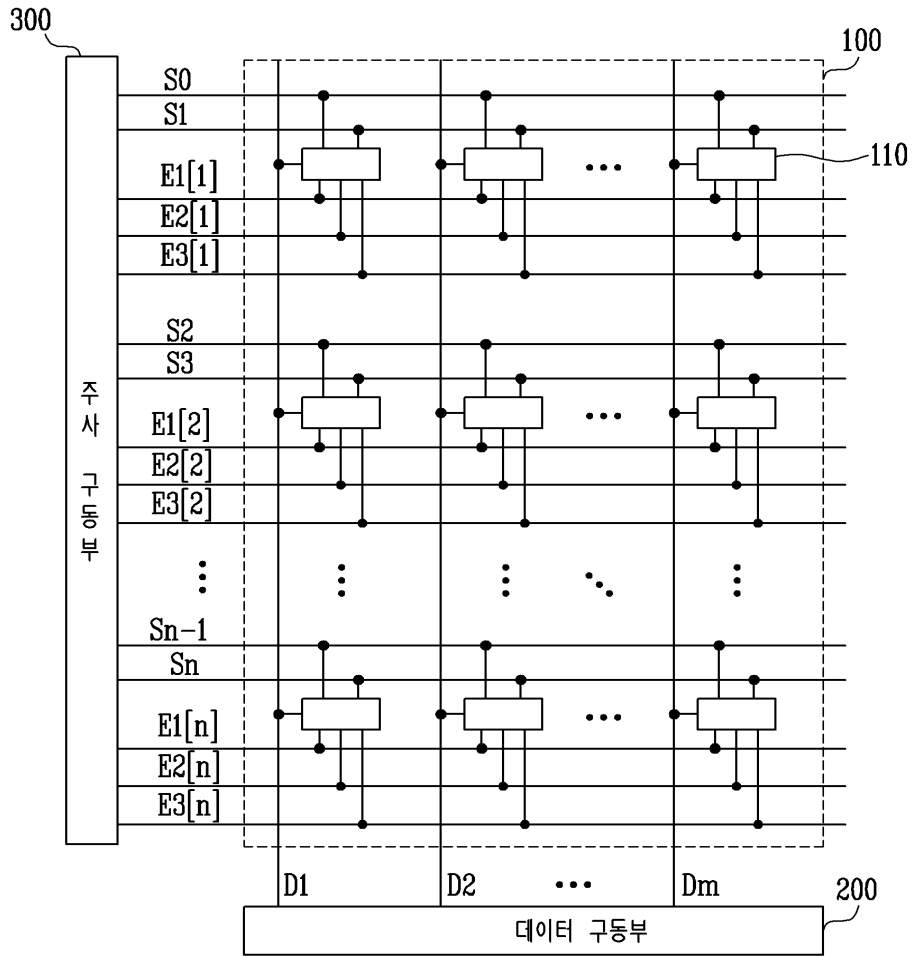 300
100
S0
S1
110
E1[1]
E2[1]
E3[1]
S2
S3
주사 구동부
E1[2]
E2[2]
E3[2]
Sn-1
Sn
E1[n]
E2[n]
E3[n]
D1 D2 Dm
200
데이터 구동부